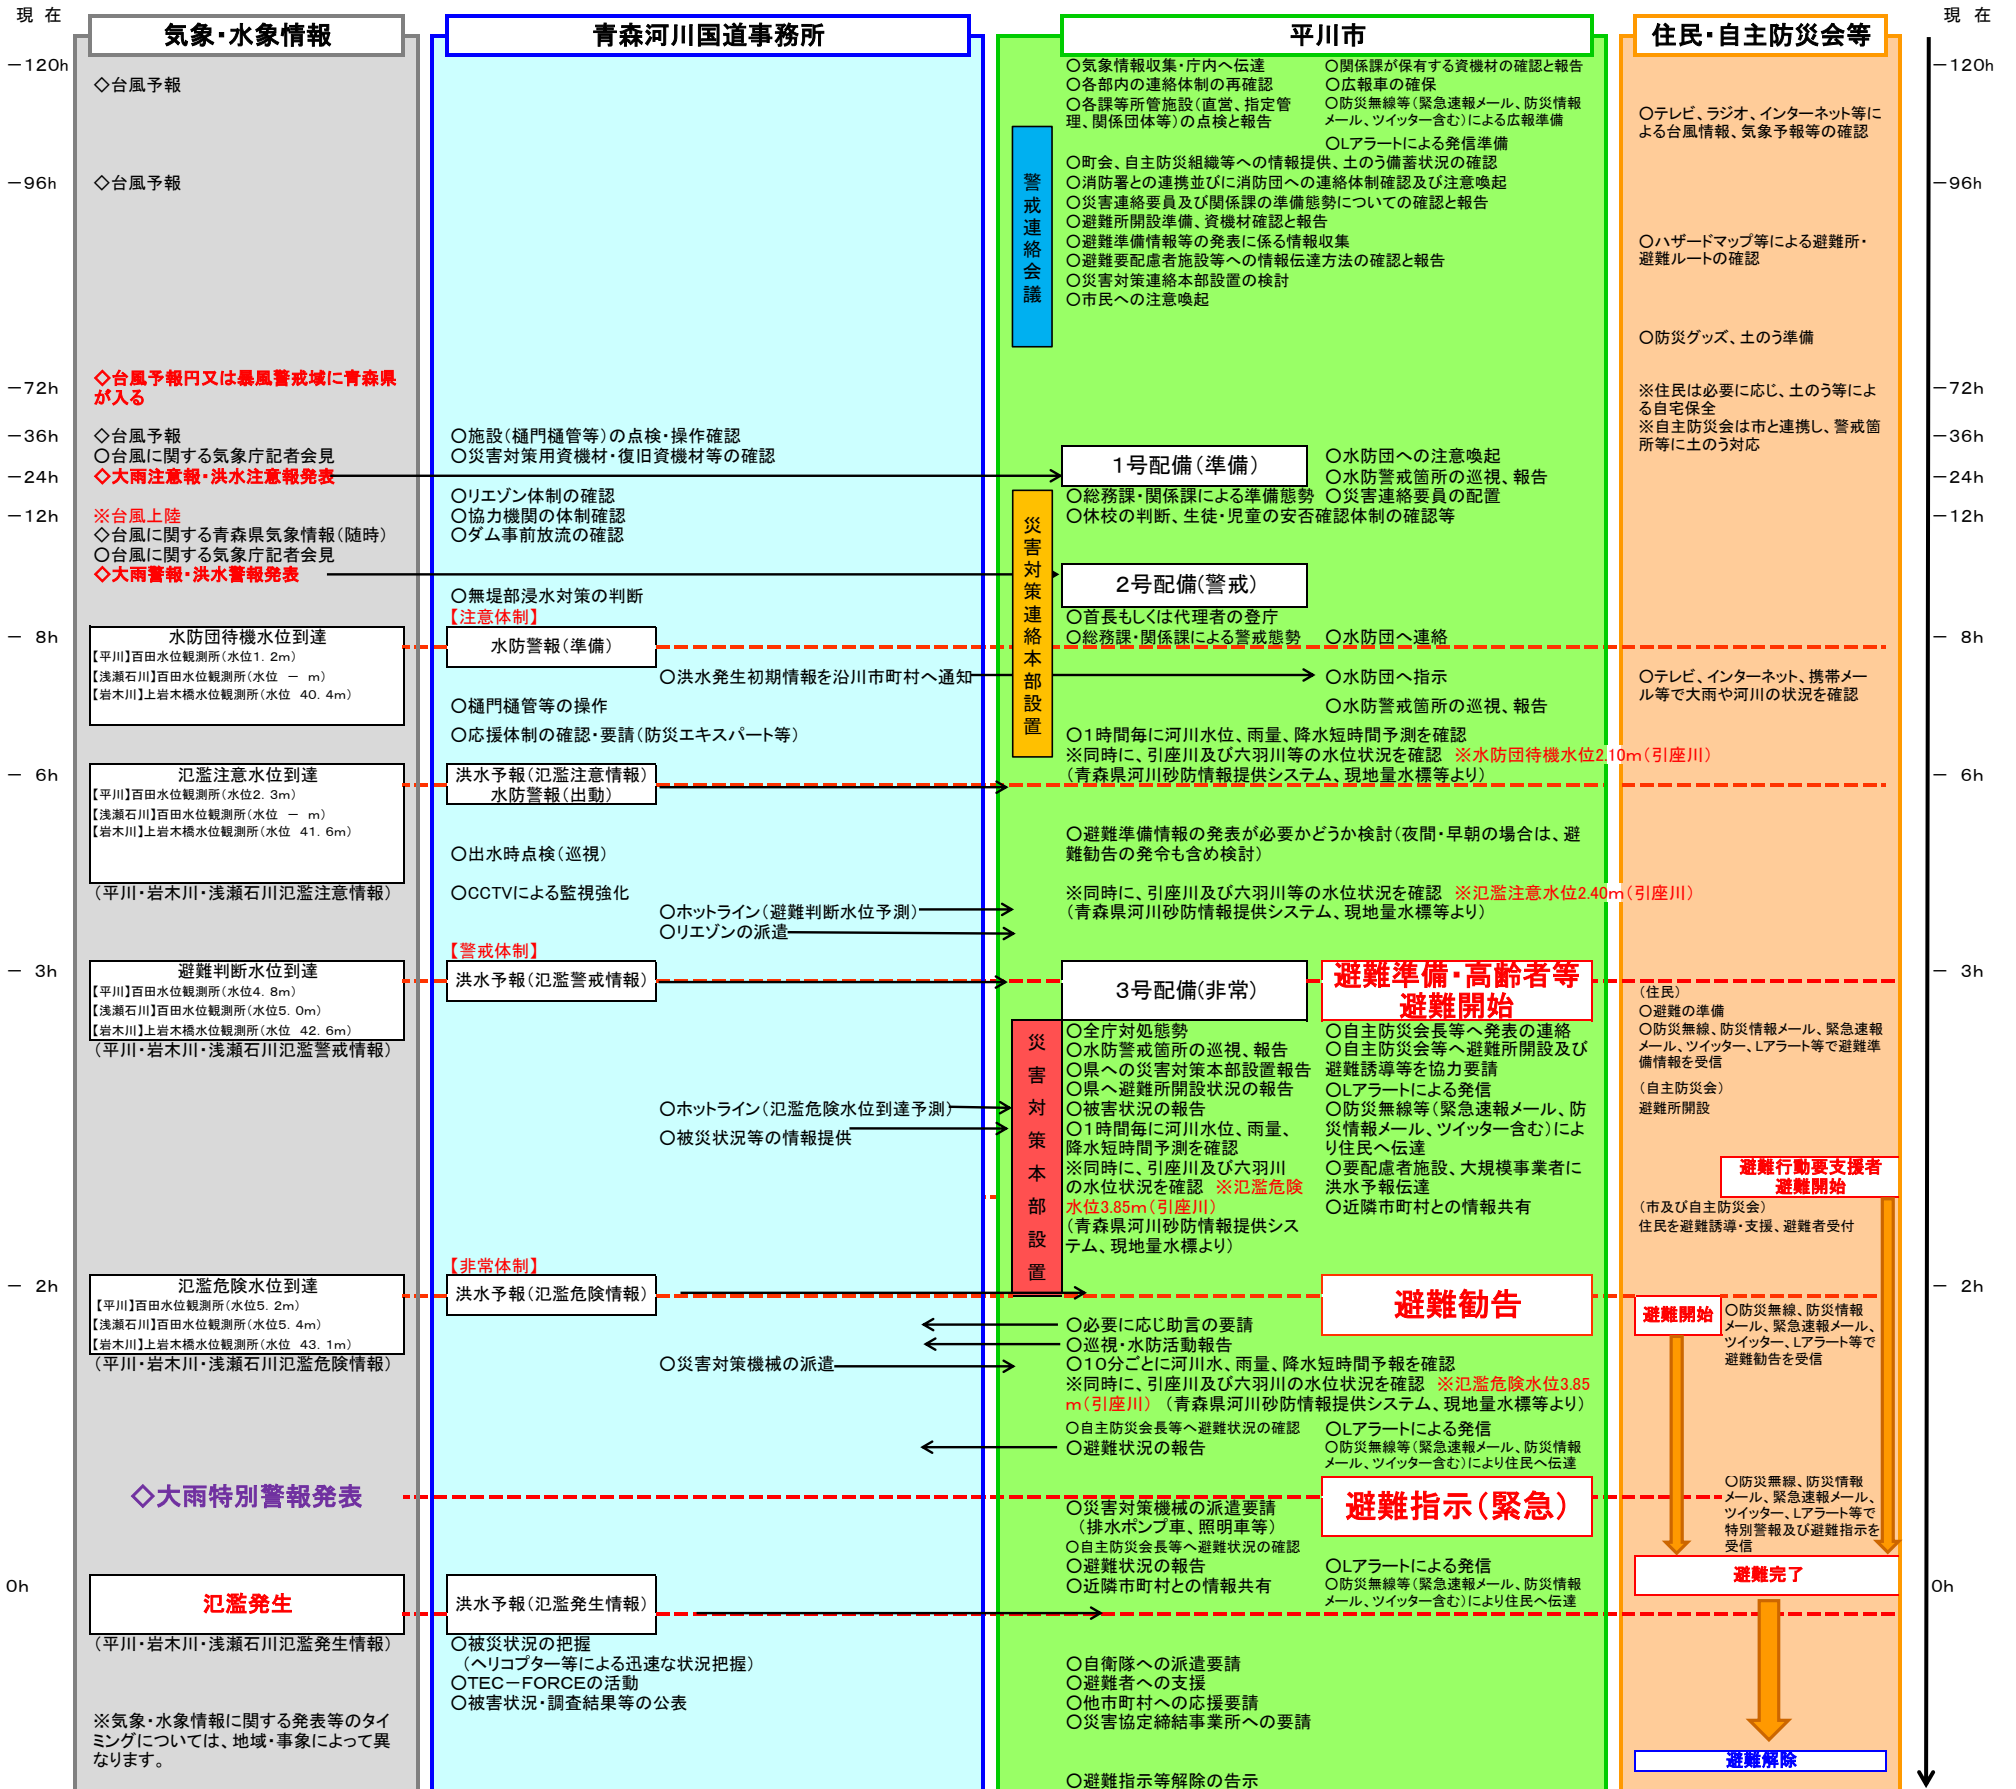 現 在
気象・水象情報
青森河川国道事務所
平川市
住民・自主防災会等
現 在
－120h
◇台風予報
－96h
◇台風予報
－72h
◇台風予報円又は暴風警戒域に青森県
が入る
－36h
◇台風予報
○台風に関する気象庁記者会見
－24h
◇大雨注意報・洪水注意報発表
－12h
※台風上陸
◇台風に関する青森県気象情報（随時）
○台風に関する気象庁記者会見
◇大雨警報・洪水警報発表
－ 8h
水防団待機水位到達
【平川】百田水位観測所（水位1. 2m）
【浅瀬石川】百田水位観測所（水位 － m）
【岩木川】上岩木橋水位観測所（水位 40. 4m）
－ 6h
氾濫注意水位到達
【平川】百田水位観測所（水位2. 3m）
【浅瀬石川】百田水位観測所（水位 － m）
【岩木川】上岩木橋水位観測所（水位 41. 6m）
（平川・岩木川・浅瀬石川氾濫注意情報）
－ 3h
避難判断水位到達
【平川】百田水位観測所（水位4. 8m）
【浅瀬石川】百田水位観測所（水位5. 0m）
【岩木川】上岩木橋水位観測所（水位 42. 6m）
（平川・岩木川・浅瀬石川氾濫警戒情報）
－ 2h
氾濫危険水位到達
【平川】百田水位観測所（水位5. 2m）
【浅瀬石川】百田水位観測所（水位5. 4m）
【岩木川】上岩木橋水位観測所（水位 43. 1m）
（平川・岩木川・浅瀬石川氾濫危険情報）
◇大雨特別警報発表
0h
氾濫発生
（平川・岩木川・浅瀬石川氾濫発生情報）
※気象・水象情報に関する発表等のタイ
ミングについては、地域・事象によって異
なります。
○施設（樋門樋管等）の点検・操作確認
○災害対策用資機材・復旧資機材等の確認
○リエゾン体制の確認
○協力機関の体制確認
○ダム事前放流の確認
○無堤部浸水対策の判断
【注意体制】
水防警報（準備）
○洪水発生初期情報を沿川市町村へ通知
○樋門樋管等の操作
○応援体制の確認・要請（防災エキスパート等）
洪水予報（氾濫注意情報）
水防警報（出動）
○出水時点検（巡視）
○CCTVによる監視強化
○ホットライン（避難判断水位予測）
○リエゾンの派遣
【警戒体制】
洪水予報（氾濫警戒情報）
○ホットライン（氾濫危険水位到達予測）
○被災状況等の情報提供
【非常体制】
洪水予報（氾濫危険情報）
○災害対策機械の派遣
洪水予報（氾濫発生情報）
○被災状況の把握
（ヘリコプター等による迅速な状況把握）
○TEC－FORCEの活動
○被害状況・調査結果等の公表
○気象情報収集・庁内へ伝達
○各部内の連絡体制の再確認
○各課等所管施設（直営、指定管
理、関係団体等）の点検と報告
○関係課が保有する資機材の確認と報告
○広報車の確保
○防災無線等（緊急速報メール、防災情報
メール、ツイッター含む）による広報準備
○Lアラートによる発信準備
警戒連絡会議
○町会、自主防災組織等への情報提供、土のう備蓄状況の確認
○消防署との連携並びに消防団への連絡体制確認及び注意喚起
○災害連絡要員及び関係課の準備態勢についての確認と報告
○避難所開設準備、資機材確認と報告
○避難準備情報等の発表に係る情報収集
○避難要配慮者施設等への情報伝達方法の確認と報告
○災害対策連絡本部設置の検討
○市民への注意喚起
1号配備（準備）
○水防団への注意喚起
○水防警戒箇所の巡視、報告
○総務課・関係課による準備態勢
○災害連絡要員の配置
○休校の判断、生徒・児童の安否確認体制の確認等
災害対策連絡本部設置
2号配備（警戒）
○首長もしくは代理者の登庁
○総務課・関係課による警戒態勢
○水防団へ連絡
○水防団へ指示
○水防警戒箇所の巡視、報告
○1時間毎に河川水位、雨量、降水短時間予測を確認
※同時に、引座川及び六羽川等の水位状況を確認 ※水防団待機水位2.10m（引座川）
（青森県河川砂防情報提供システム、現地量水標等より）
○避難準備情報の発表が必要かどうか検討（夜間・早朝の場合は、避
難勧告の発令も含め検討）
※同時に、引座川及び六羽川等の水位状況を確認 ※氾濫注意水位2.40m（引座川）
（青森県河川砂防情報提供システム、現地量水標等より）
3号配備（非常）
避難準備・高齢者等
避難開始
災害対策本部設置
○全庁対処態勢
○水防警戒箇所の巡視、報告
○県への災害対策本部設置報告
○県へ避難所開設状況の報告
○被害状況の報告
○1時間毎に河川水位、雨量、
降水短時間予測を確認
※同時に、引座川及び六羽川
の水位状況を確認 ※氾濫危険
水位3.85m（引座川）
（青森県河川砂防情報提供シス
テム、現地量水標より）
○自主防災会長等へ発表の連絡
○自主防災会等へ避難所開設及び
避難誘導等を協力要請
○Lアラートによる発信
○防災無線等（緊急速報メール、防
災情報メール、ツイッター含む）によ
り住民へ伝達
○要配慮者施設、大規模事業者に
洪水予報伝達
○近隣市町村との情報共有
避難勧告
○必要に応じ助言の要請
○巡視・水防活動報告
○10分ごとに河川水、雨量、降水短時間予報を確認
※同時に、引座川及び六羽川の水位状況を確認 ※氾濫危険水位3.85
m（引座川）（青森県河川砂防情報提供システム、現地量水標等より）
○自主防災会長等へ避難状況の確認
○避難状況の報告
○Lアラートによる発信
○防災無線等（緊急速報メール、防災情報
メール、ツイッター含む）により住民へ伝達
避難指示（緊急）
○災害対策機械の派遣要請
（排水ポンプ車、照明車等）
○自主防災会長等へ避難状況の確認
○避難状況の報告
○近隣市町村との情報共有
○Lアラートによる発信
○防災無線等（緊急速報メール、防災情報
メール、ツイッター含む）により住民へ伝達
○自衛隊への派遣要請
○避難者への支援
○他市町村への応援要請
○災害協定締結事業所への要請
○避難指示等解除の告示
○テレビ、ラジオ、インターネット等に
よる台風情報、気象予報等の確認
○ハザードマップ等による避難所・
避難ルートの確認
○防災グッズ、土のう準備
※住民は必要に応じ、土のう等によ
る自宅保全
※自主防災会は市と連携し、警戒箇
所等に土のう対応
○テレビ、インターネット、携帯メー
ル等で大雨や河川の状況を確認
（住民）
○避難の準備
○防災無線、防災情報メール、緊急速報
メール、ツイッター、Lアラート等で避難準
備情報を受信
（自主防災会）
避難所開設
避難行動要支援者
避難開始
（市及び自主防災会）
住民を避難誘導・支援、避難者受付
避難開始
○防災無線、防災情報
メール、緊急速報メール、
ツイッター、Lアラート等で
避難勧告を受信
○防災無線、防災情報
メール、緊急速報メール、
ツイッター、Lアラート等で
特別警報及び避難指示を
受信
避難完了
避難解除
－120h
－96h
－72h
－36h
－24h
－12h
－ 8h
－ 6h
－ 3h
－ 2h
0h